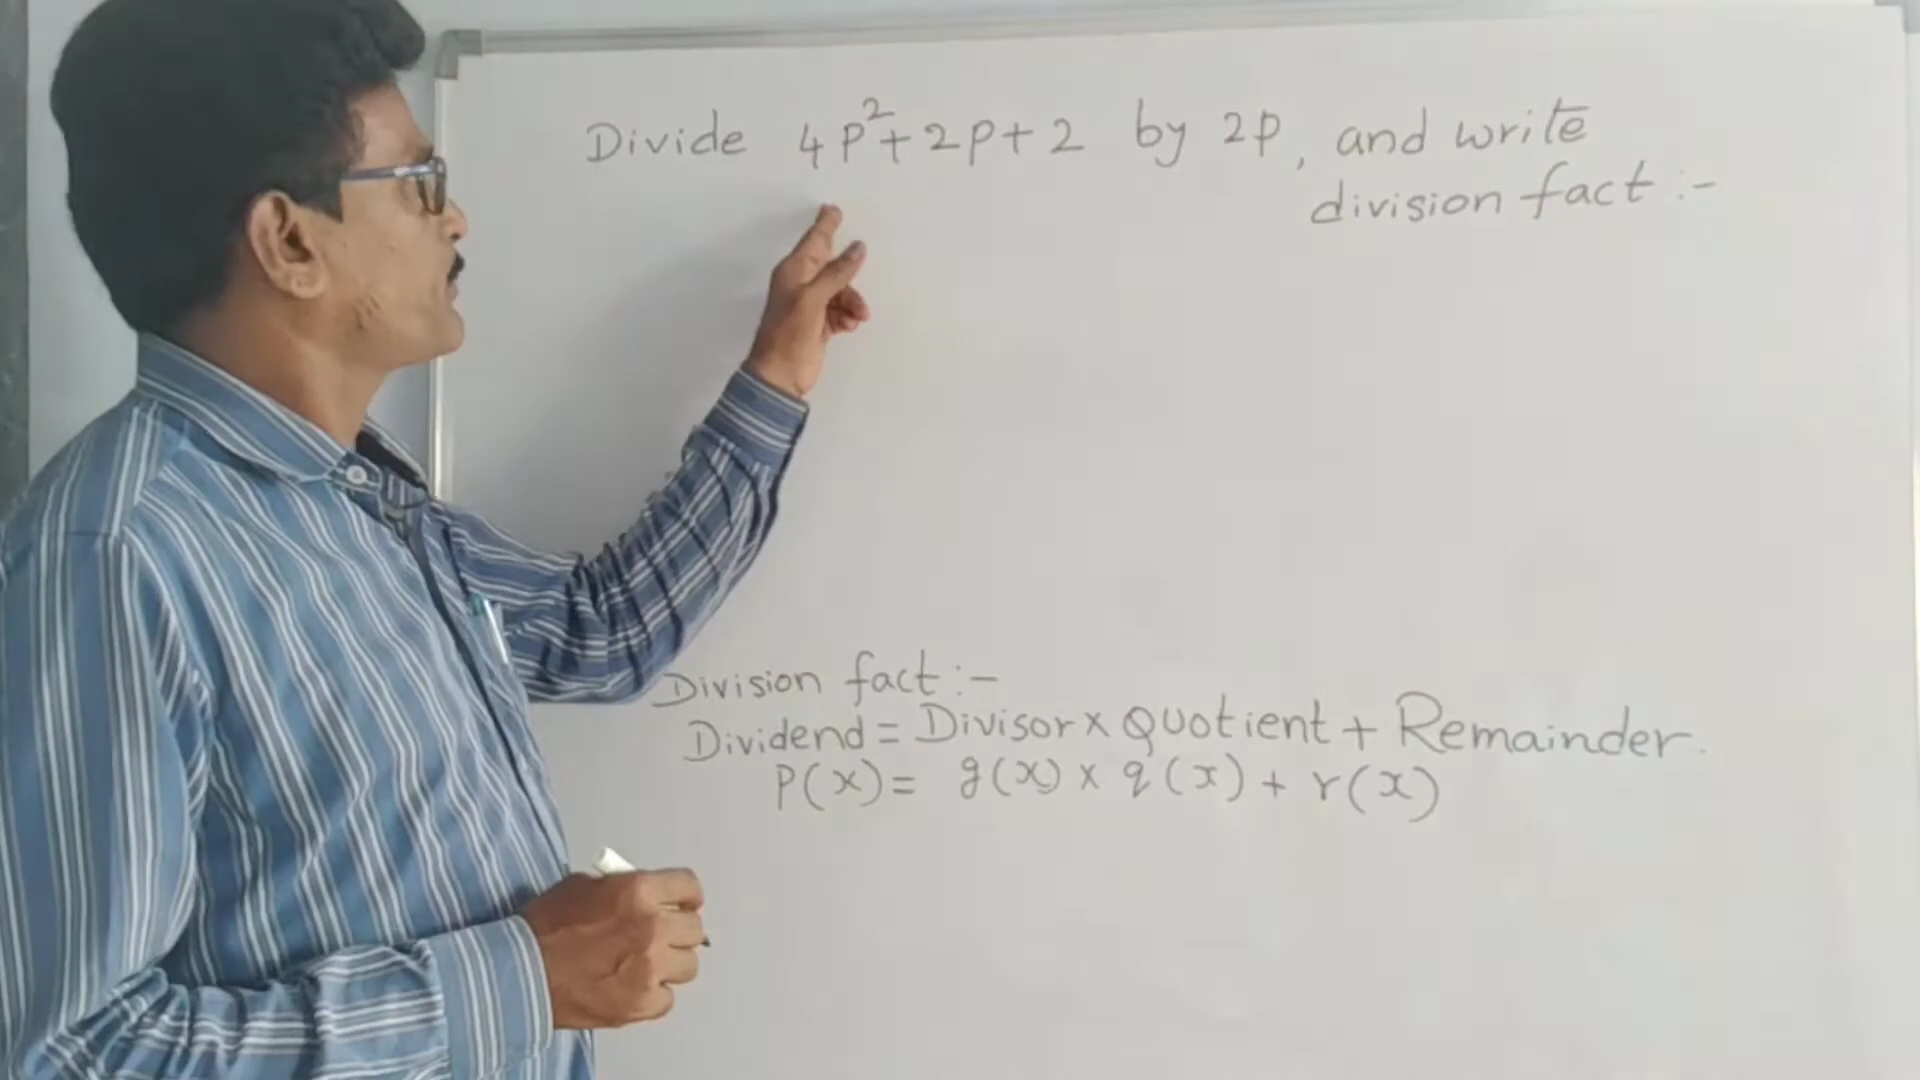 Divide 4p²+2p+2 by 2p, and write
division fact :-
Division fact :-
Dividend = Divisor x Quotient + Remainder.
P(x) = g(x) x q(x) + r(x)